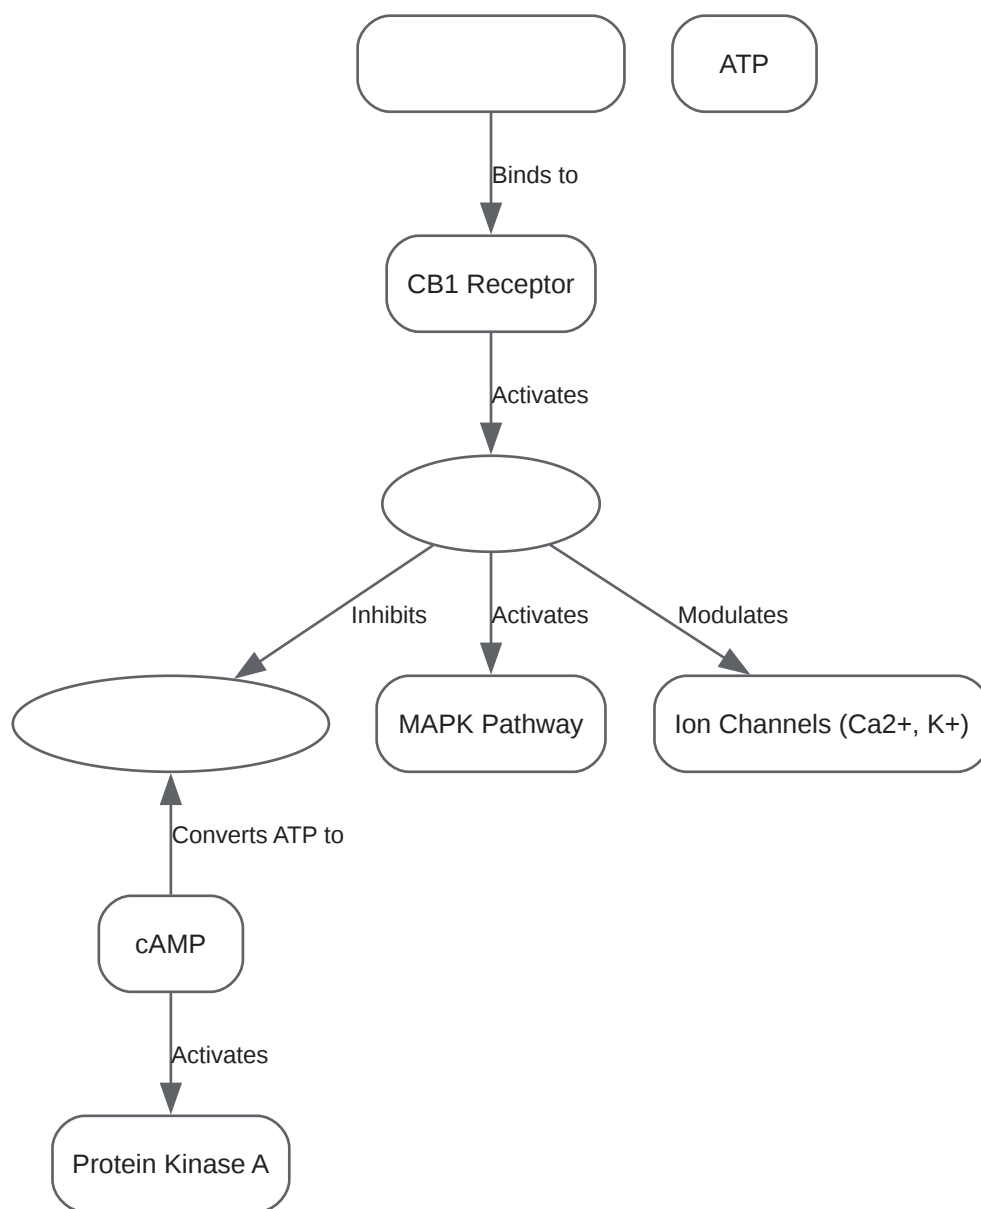 ATP
Binds to
CB1 Receptor
Activates
Inhibits
Activates
Modulates
MAPK Pathway
Ion Channels (Ca2+, K+)
Converts ATP to
cAMP
Activates
Protein Kinase A